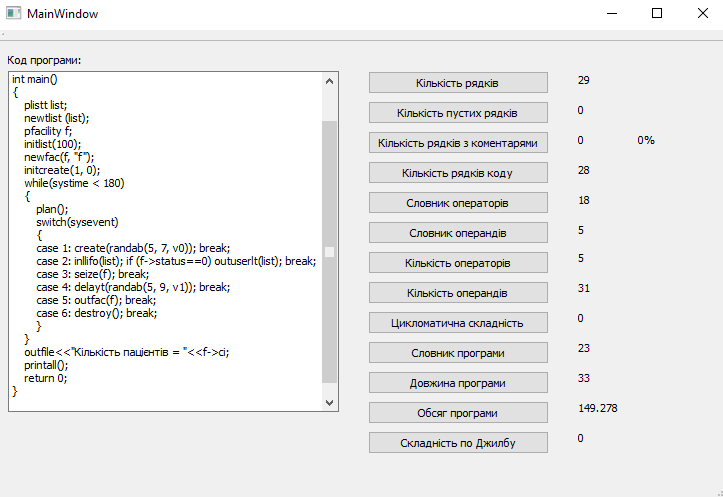 MainWindow
Код програми:
int main()
{
plistt list;
newtlist (list);
pfacility f;
initlist(100);
newfac(f, "f");
initcreate(1, 0);
while(systime < 180)
{
plan();
switch(sysevent)
{
case 1: create(randab(5, 7, v0)); break;
case 2: inllifo(list); if (f->status==0) outuserlt(list); break;
case 3: seize(f); break;
case 4: delayt(randab(5, 9, v1)); break;
case 5: outfac(f); break;
case 6: destroy(); break;
}
}
outfile<<"Кількість пацієнтів = "<<f->ci;
printall();
return 0;
}
Кількість рядків 29
Кількість пустих рядків 0
Кількість рядків з коментарями 0 0%
Кількість рядків коду 28
Словник операторів 18
Словник операндів 5
Кількість операторів 5
Кількість операндів 31
Цикломатична складність 0
Словник програми 23
Довжина програми 33
Обсяг програми 149.278
Складність по Джилбу 0